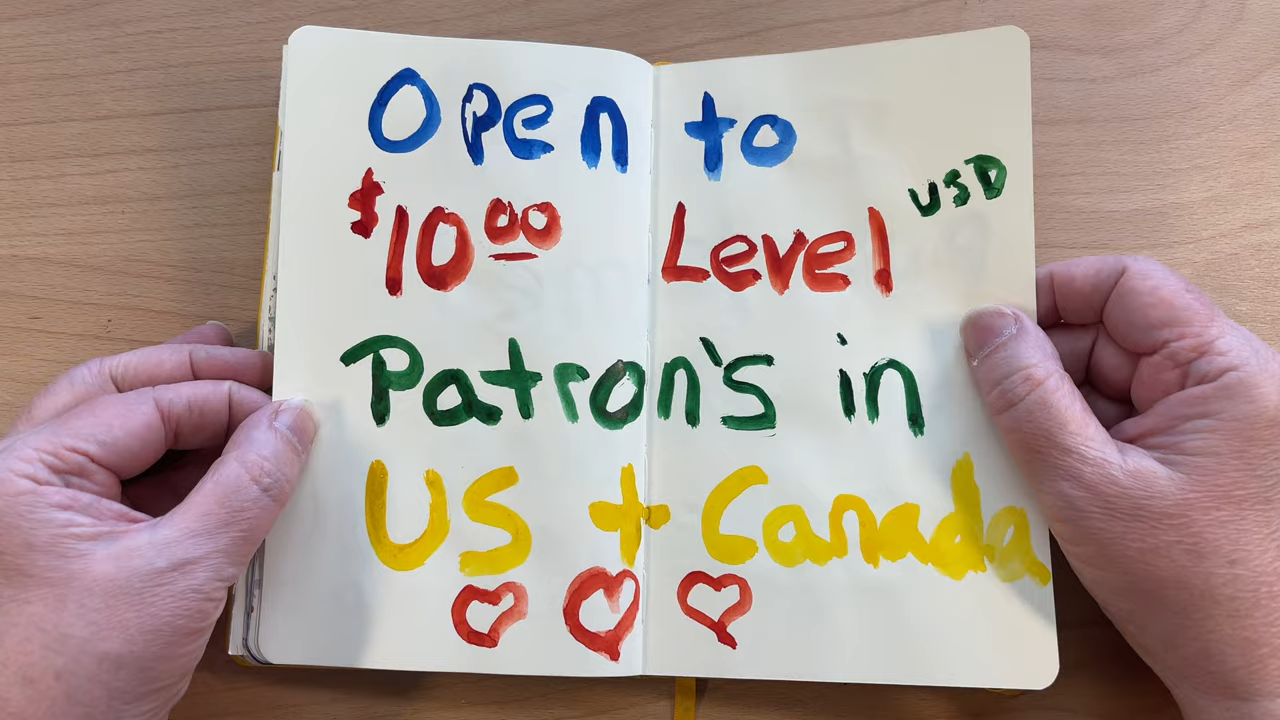 Open to
$10.00 Level USD
Patron's in
US + Canada